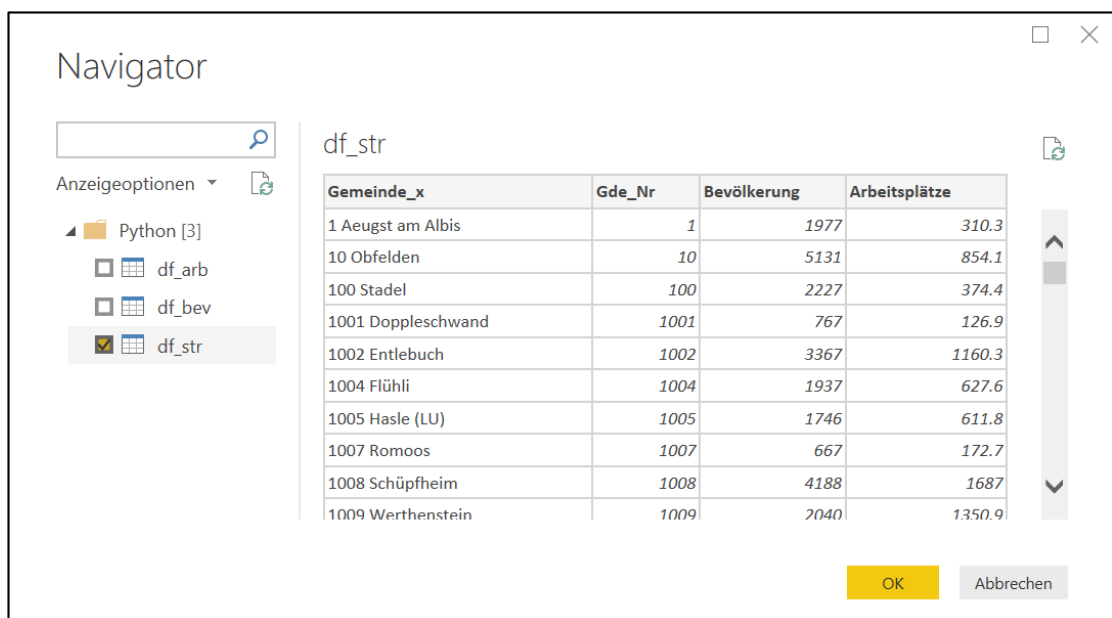 Navigator
Anzeigeoptionen
Python [3]
df_arb
df_bev
df_str
df_str
Gemeinde_x Gde_Nr Bevölkerung Arbeitsplätze
1 Aeugst am Albis 1 1977 310.3
10 Obfelden 10 5131 854.1
100 Stadel 100 2227 374.4
1001 Doppleschwand 1001 767 126.9
1002 Entlebuch 1002 3367 1160.3
1004 Flühli 1004 1937 627.6
1005 Hasle (LU) 1005 1746 611.8
1007 Romoos 1007 667 172.7
1008 Schüpfheim 1008 4188 1687
1009 Werthenstein 1009 2040 1350.9
OK Abbrechen